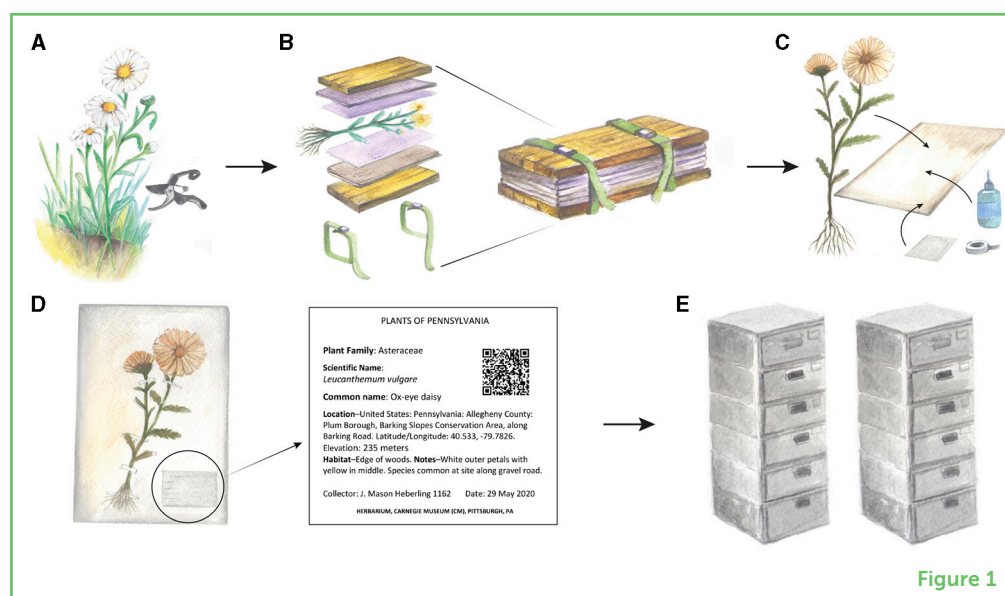 A
B
C
D
PLANTS OF PENNSYLVANIA
Plant Family: Asteraceae
Scientific Name:
Leucanthemum vulgare
Common name: Ox-eye daisy
Location–United States: Pennsylvania: Allegheny County:
Plum Borough, Barking Slopes Conservation Area, along
Barking Road. Latitude/Longitude: 40.533, -79.7826.
Elevation: 235 meters
Habitat–Edge of woods. Notes–White outer petals with
yellow in middle. Species common at site along gravel road.
Collector: J. Mason Heberling 1162 Date: 29 May 2020
HERBARIUM, CARNEGIE MUSEUM (CM), PITTSBURGH, PA
E
Figure 1